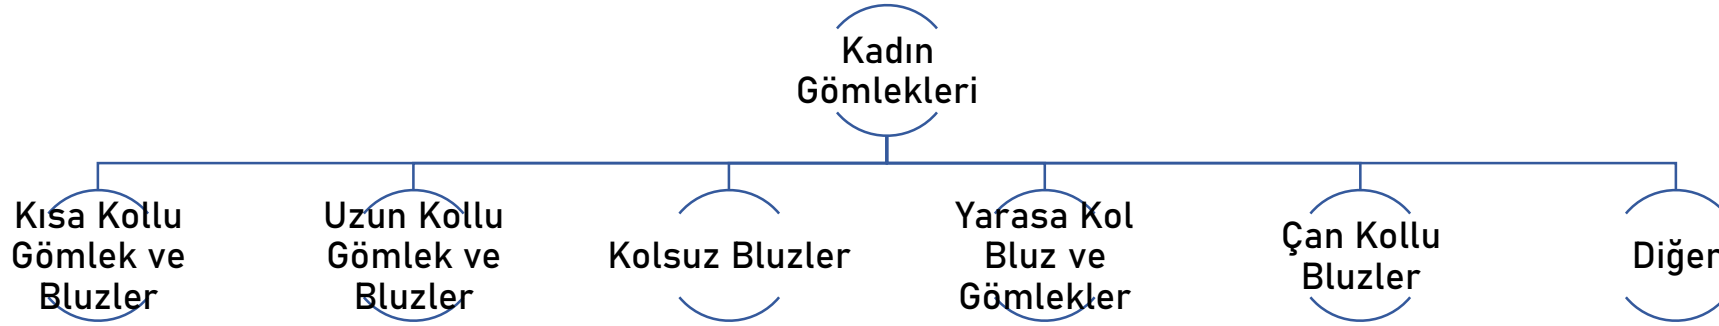 Kadın
Gömlekleri
Kısa Kollu
Gömlek ve
Bluzler
Uzun Kollu
Gömlek ve
Bluzler
Kolsuz Bluzler
Yarasa Kol
Bluz ve
Gömlekler
Çan Kollu
Bluzler
Diğer